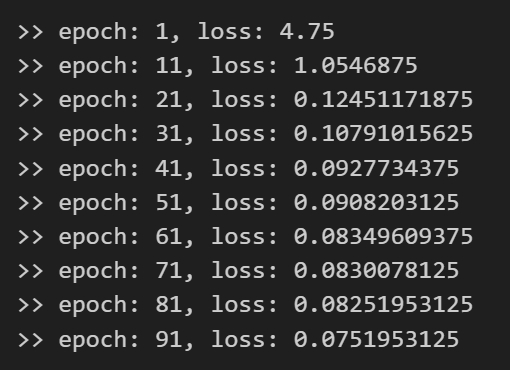 >> epoch: 1, loss: 4.75
>> epoch: 11, loss: 1.0546875
>> epoch: 21, loss: 0.12451171875
>> epoch: 31, loss: 0.10791015625
>> epoch: 41, loss: 0.0927734375
>> epoch: 51, loss: 0.0908203125
>> epoch: 61, loss: 0.08349609375
>> epoch: 71, loss: 0.0830078125
>> epoch: 81, loss: 0.08251953125
>> epoch: 91, loss: 0.0751953125